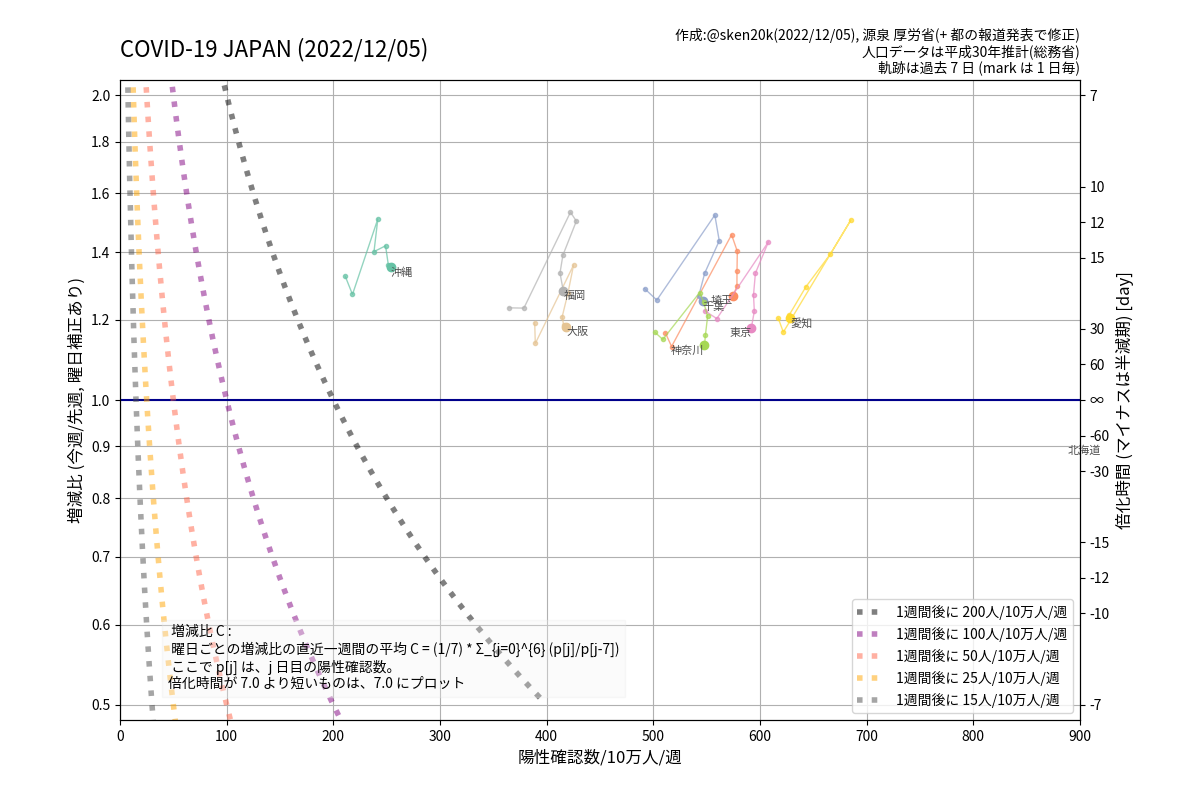 COVID-19 JAPAN (2022/12/05)
作成:@sken20k(2022/12/05), 源泉 厚労省(+ 都の報道発表で修正)
人口データは平成30年推計(総務省)
軌跡は過去 7 日 (mark は 1 日毎)
増減比 (今週/先週, 曜日補正あり)
2.0
1.8
1.6
1.4
1.2
1.0
0.9
0.8
0.7
0.6
0.5
沖縄
福岡
大阪
埼玉
千葉
東京
神奈川
愛知
北海道
7
10
12
15
30
60
∞
-60
-30
-15
-12
-10
-7
倍化時間 (マイナスは半減期) [day]
増減比 C :
曜日ごとの増減比の直近一週間の平均 C = (1/7) * Σ_{j=0}^{6} (p[j]/p[j-7])
ここで p[j] は、j 日目の陽性確認数。
倍化時間が 7.0 より短いものは、7.0 にプロット
1週間後に 200人/10万人/週
1週間後に 100人/10万人/週
1週間後に 50人/10万人/週
1週間後に 25人/10万人/週
1週間後に 15人/10万人/週
0 100 200 300 400 500 600 700 800 900
陽性確認数/10万人/週